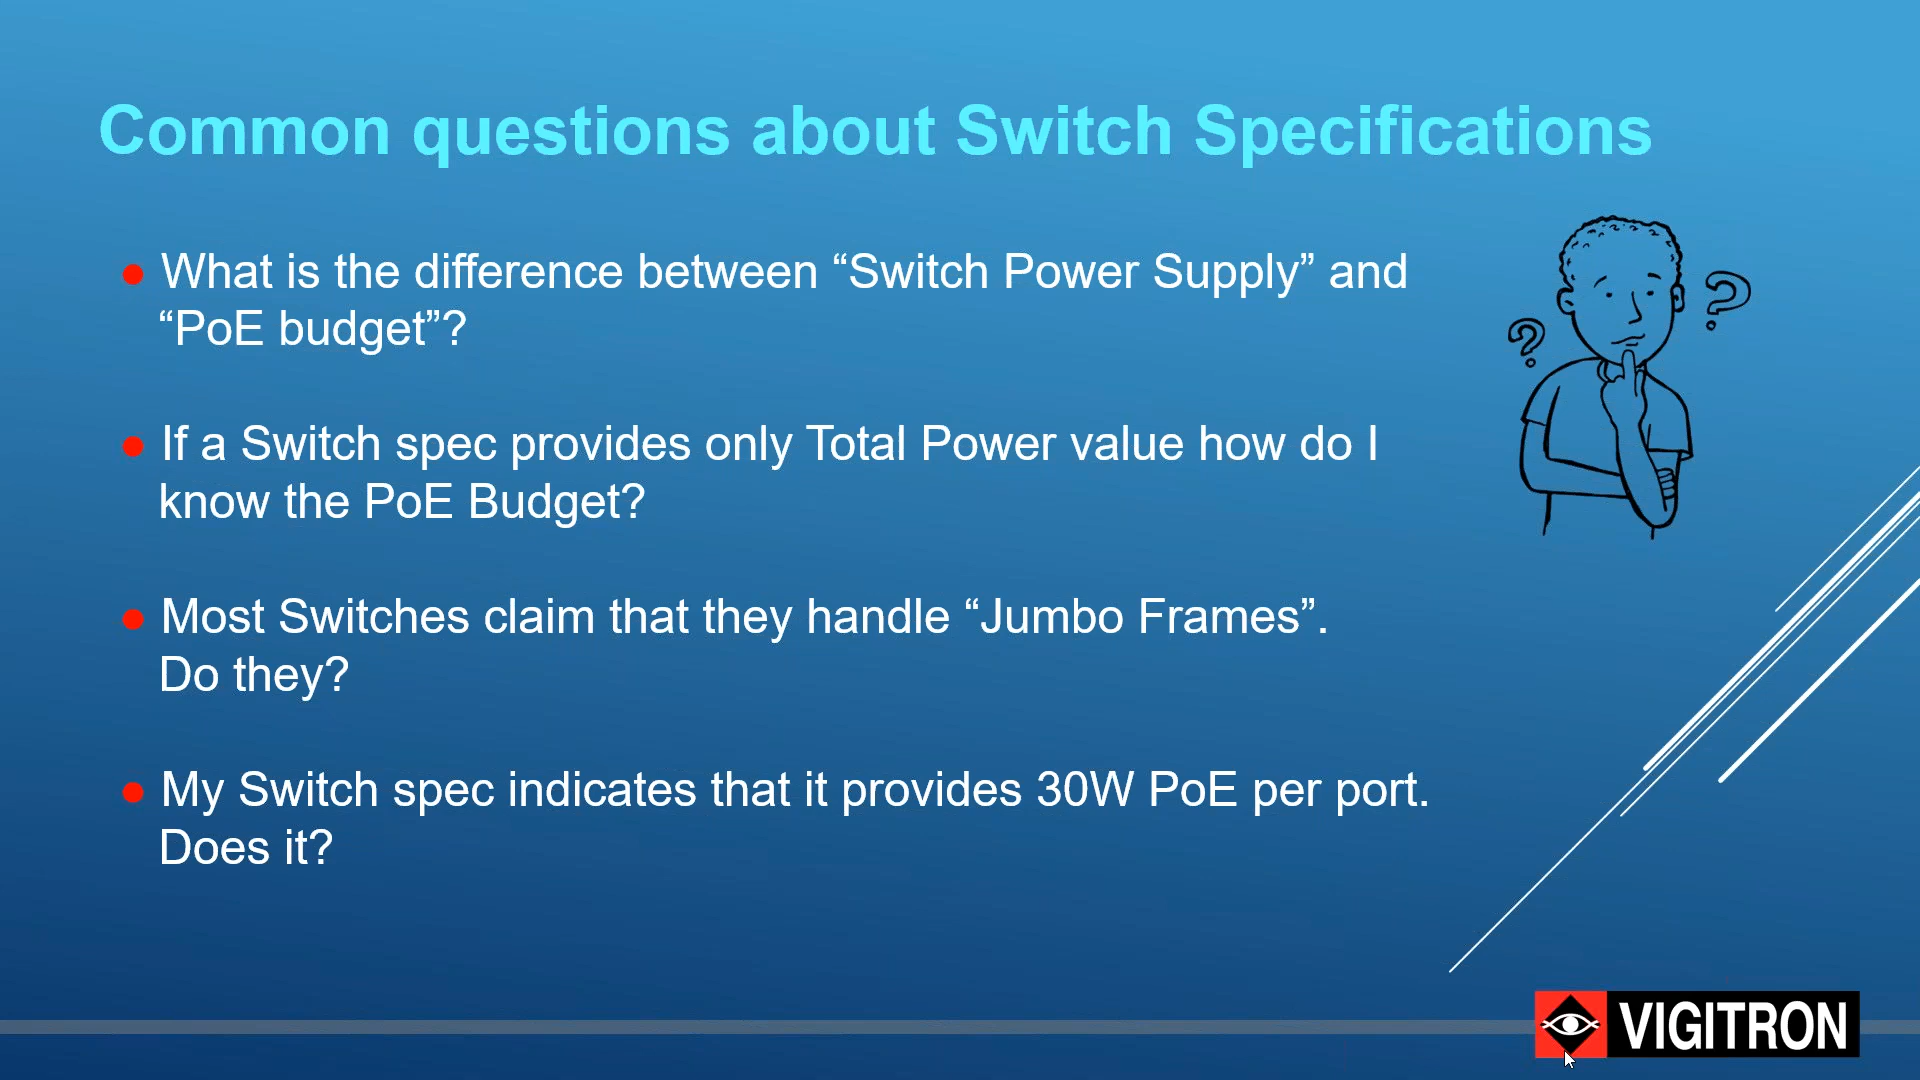 Common questions about Switch Specifications
What is the difference between “Switch Power Supply” and
“PoE budget”?
If a Switch spec provides only Total Power value how do I
know the PoE Budget?
Most Switches claim that they handle “Jumbo Frames”.
Do they?
My Switch spec indicates that it provides 30W PoE per port.
Does it?
? ?
VIGITRON